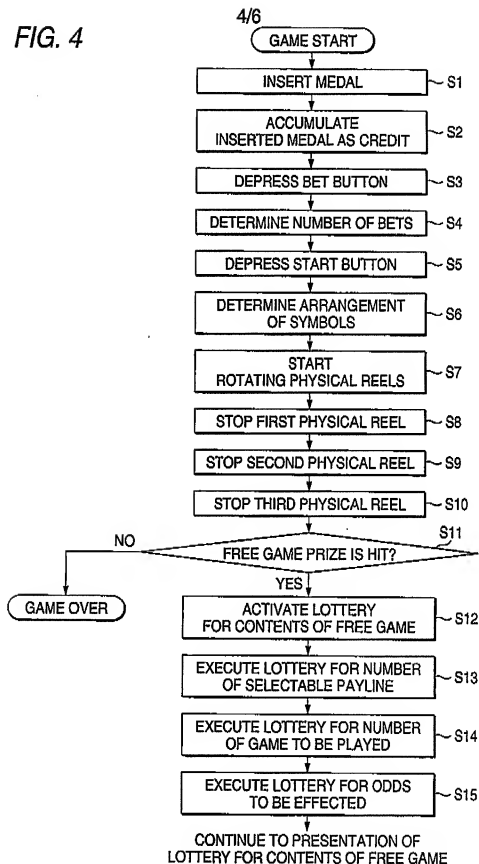 4/6
FIG. 4
GAME START
INSERT MEDAL
S1
ACCUMULATE
INSERTED MEDAL AS CREDIT
S2
DEPRESS BET BUTTON
S3
DETERMINE NUMBER OF BETS
S4
DEPRESS START BUTTON
S5
DETERMINE ARRANGEMENT
OF SYMBOLS
S6
START
ROTATING PHYSICAL REELS
S7
STOP FIRST PHYSICAL REEL
S8
STOP SECOND PHYSICAL REEL
S9
STOP THIRD PHYSICAL REEL
S10
S11
FREE GAME PRIZE IS HIT?
NO
YES
GAME OVER
ACTIVATE LOTTERY
FOR CONTENTS OF FREE GAME
S12
EXECUTE LOTTERY FOR NUMBER
OF SELECTABLE PAYLINE
S13
EXECUTE LOTTERY FOR NUMBER
OF GAME TO BE PLAYED
S14
EXECUTE LOTTERY FOR ODDS
TO BE EFFECTED
S15
CONTINUE TO PRESENTATION OF
LOTTERY FOR CONTENTS OF FREE GAME